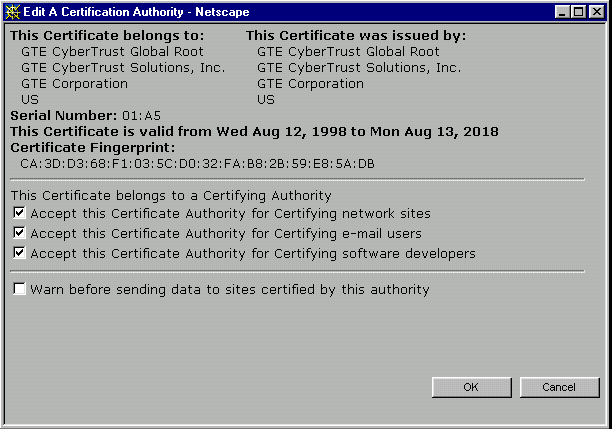 Edit A Certification Authority - Netscape
This Certificate belongs to: This Certificate was issued by:
GTE CyberTrust Global Root GTE CyberTrust Global Root
GTE CyberTrust Solutions, Inc. GTE CyberTrust Solutions, Inc.
GTE Corporation GTE Corporation
US US
Serial Number: 01:A5
This Certificate is valid from Wed Aug 12, 1998 to Mon Aug 13, 2018
Certificate Fingerprint:
CA:3D:D3:68:F1:03:5C:D0:32:FA:B8:2B:59:E8:5A:DB
This Certificate belongs to a Certifying Authority
Accept this Certificate Authority for Certifying network sites
Accept this Certificate Authority for Certifying e-mail users
Accept this Certificate Authority for Certifying software developers
Warn before sending data to sites certified by this authority
OK Cancel